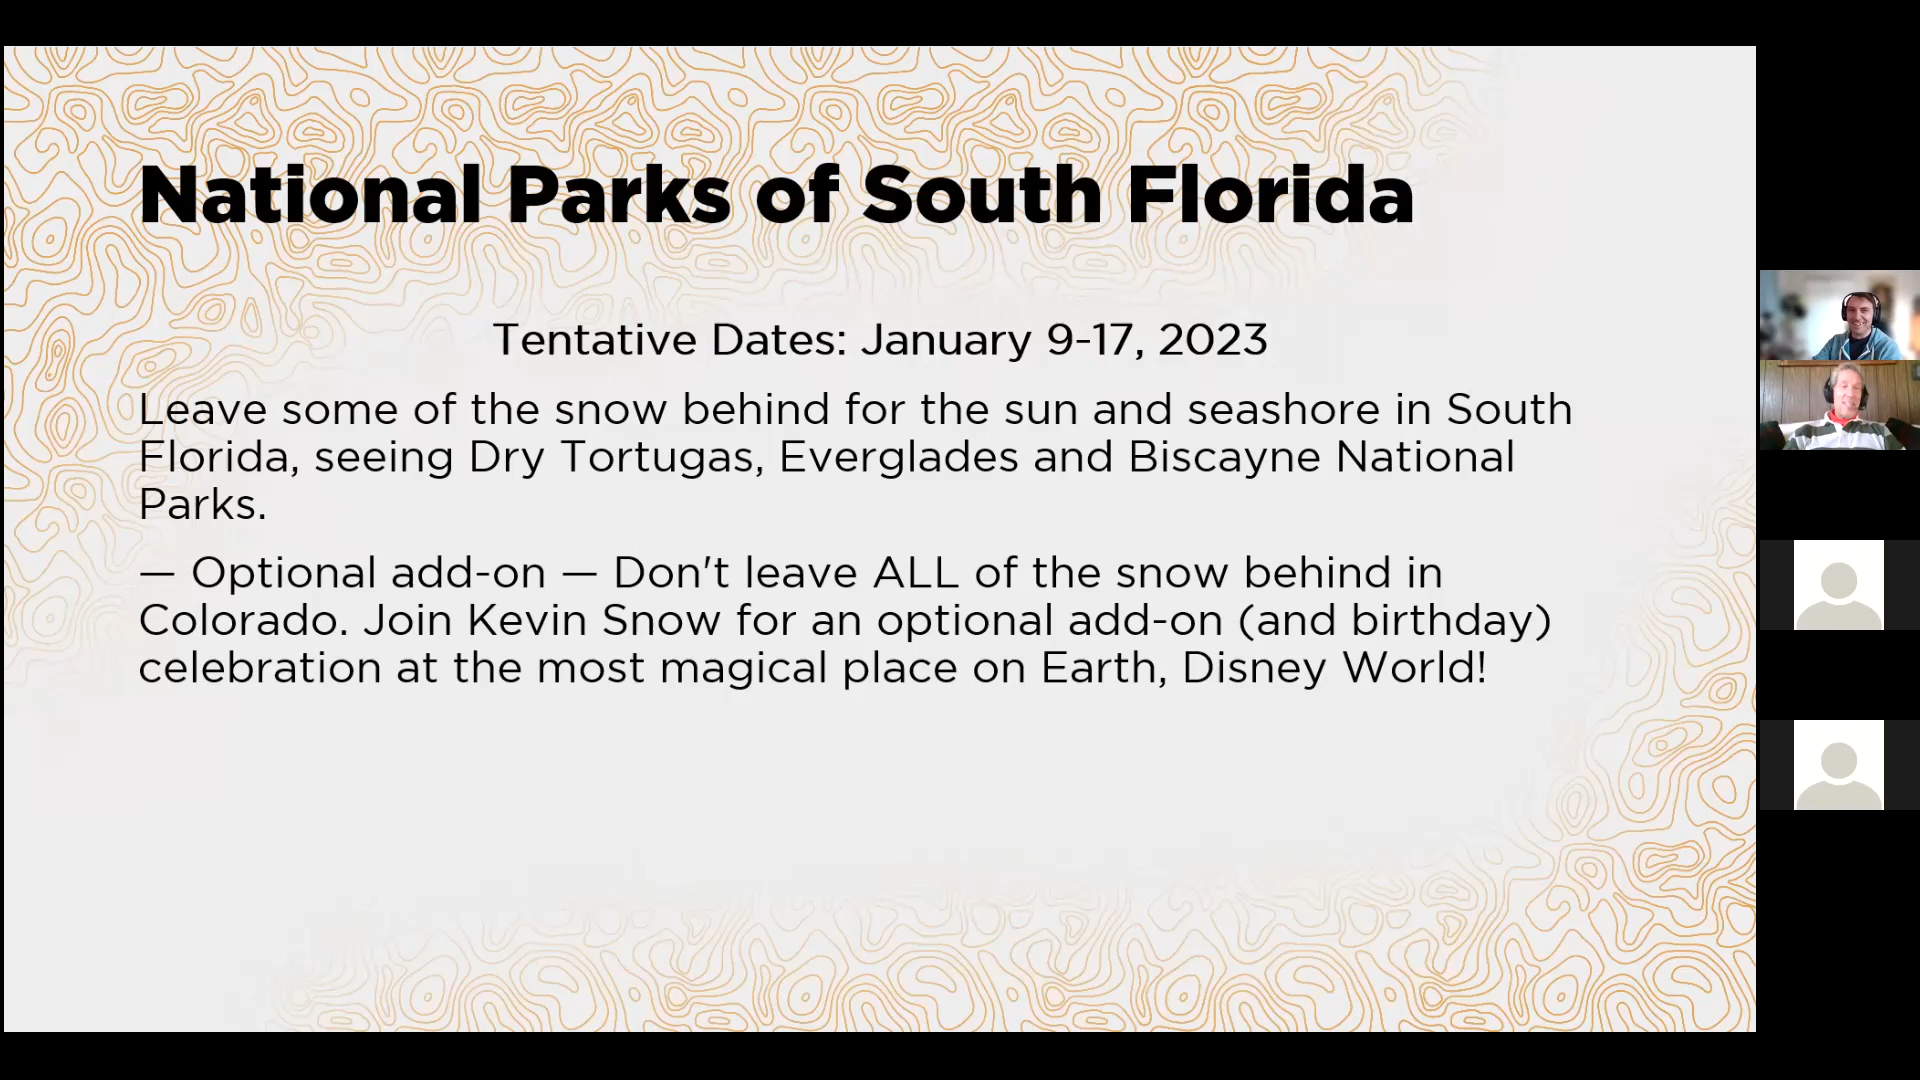 National Parks of South Florida
Tentative Dates: January 9-17, 2023
Leave some of the snow behind for the sun and seashore in South
Florida, seeing Dry Tortugas, Everglades and Biscayne National
Parks.
— Optional add-on — Don't leave ALL of the snow behind in
Colorado. Join Kevin Snow for an optional add-on (and birthday)
celebration at the most magical place on Earth, Disney World!